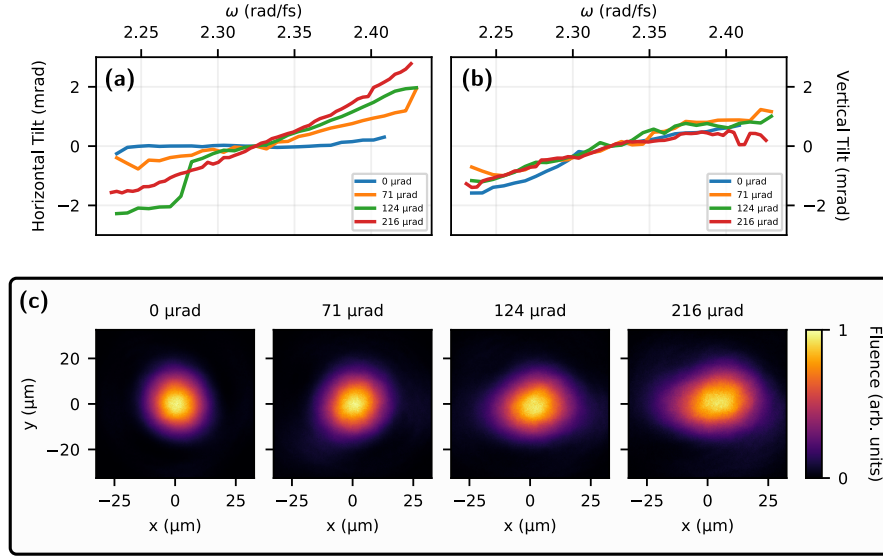 ω (rad/fs)
2.25 2.30 2.35 2.40
(a)
Horizontal Tilt (mrad)
2
0
−2
0 μrad
71 μrad
124 μrad
216 μrad
ω (rad/fs)
2.25 2.30 2.35 2.40
(b)
Vertical Tilt (mrad)
2
0
−2
0 μrad
71 μrad
124 μrad
216 μrad
(c)
0 μrad 71 μrad 124 μrad 216 μrad
y (μm)
20
0
−20
−25 0 25
x (μm)
−25 0 25
x (μm)
−25 0 25
x (μm)
−25 0 25
x (μm)
1
0
Fluence (arb. units)